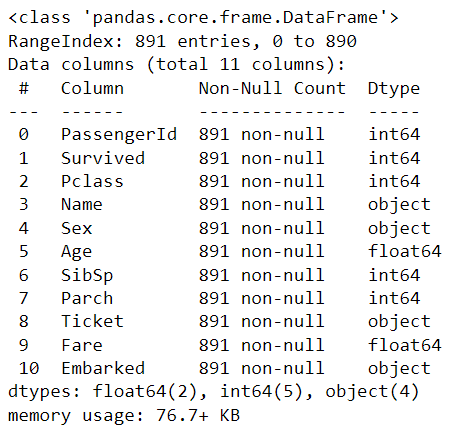 <class 'pandas.core.frame.DataFrame'>
RangeIndex: 891 entries, 0 to 890
Data columns (total 11 columns):
 #   Column       Non-Null Count  Dtype
---  ------       --------------  -----
 0   PassengerId  891 non-null    int64
 1   Survived     891 non-null    int64
 2   Pclass       891 non-null    int64
 3   Name         891 non-null    object
 4   Sex          891 non-null    object
 5   Age          891 non-null    float64
 6   SibSp        891 non-null    int64
 7   Parch        891 non-null    int64
 8   Ticket       891 non-null    object
 9   Fare         891 non-null    float64
 10  Embarked     891 non-null    object
dtypes: float64(2), int64(5), object(4)
memory usage: 76.7+ KB